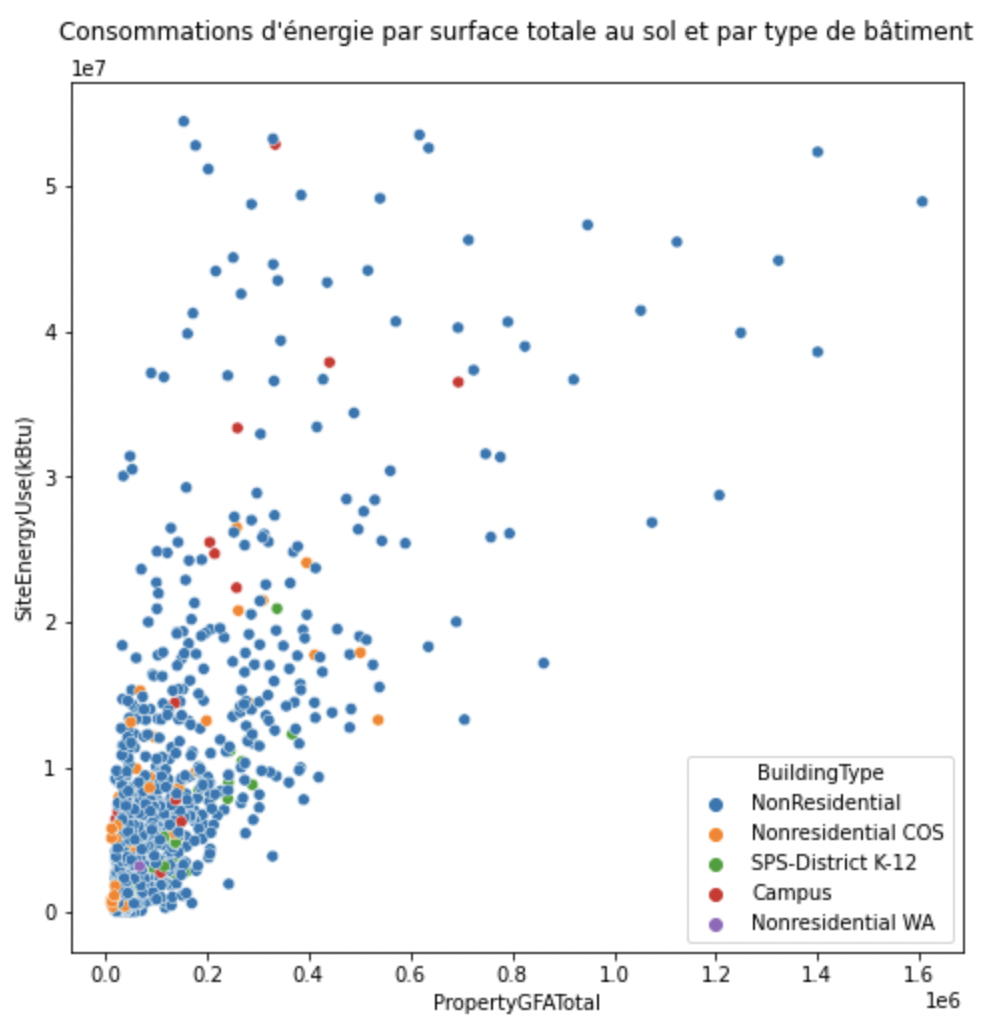 Consommations d'énergie par surface totale au sol et par type de bâtiment
1e7
5
4
3
2
1
0
SiteEnergyUse(kBtu)
BuildingType
NonResidential
Nonresidential COS
SPS-District K-12
Campus
Nonresidential WA
0.0 0.2 0.4 0.6 0.8 1.0 1.2 1.4 1.6
PropertyGFATotal
1e6